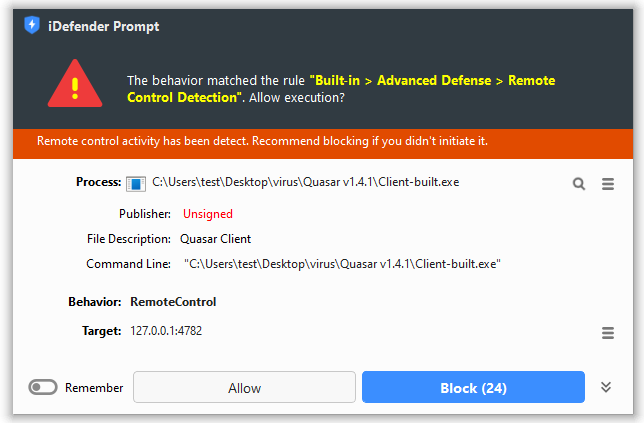 iDefender Prompt
The behavior matched the rule "Built-in > Advanced Defense > Remote
Control Detection". Allow execution?
Remote control activity has been detect. Recommend blocking if you didn't initiate it.
Process: C:\Users\test\Desktop\virus\Quasar v1.4.1\Client-built.exe
Publisher: Unsigned
File Description: Quasar Client
Command Line: "C:\Users\test\Desktop\virus\Quasar v1.4.1\Client-built.exe"
Behavior: RemoteControl
Target: 127.0.0.1:4782
Remember Allow Block (24)